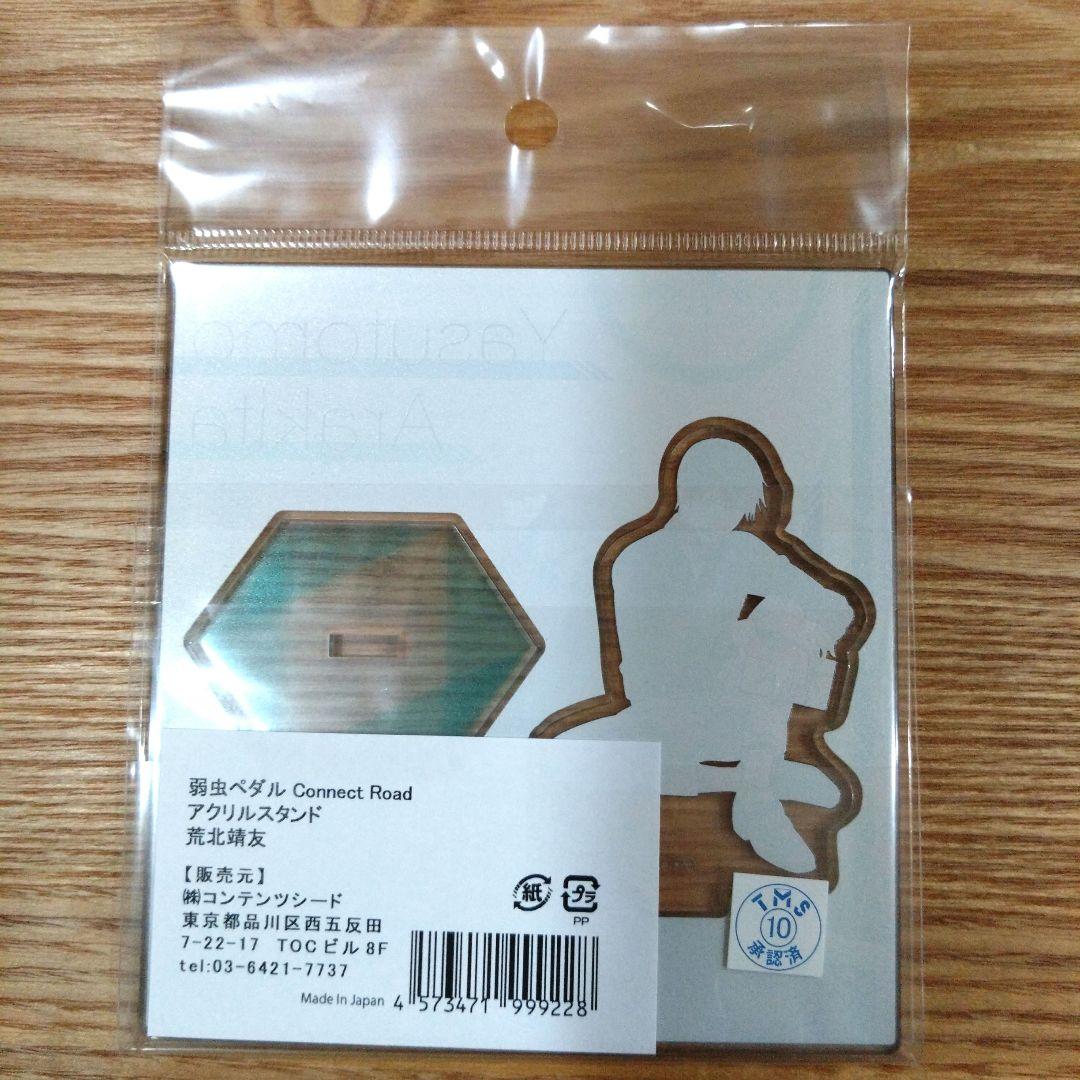 Yasutomo
Arakita
弱虫ペダル Connect Road
アクリルスタンド
荒北靖友
【販売元】
㈱コンテンツシード
東京都品川区西五反田
7-22-17 TOCビル 8F
tel:03-6421-7737
紙
プラ
PP
Made In Japan
4 573471 999228
TMS
10
承認済